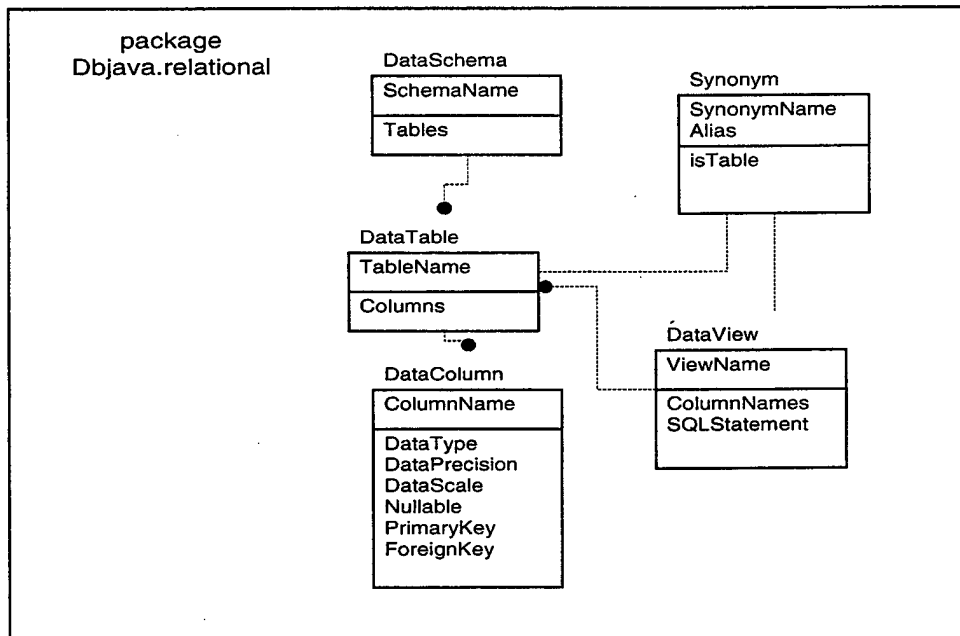 package
Dbjava.relational
DataSchema
SchemaName
Tables
Synonym
SynonymName
Alias
isTable
DataTable
TableName
Columns
DataView
ViewName
ColumnNames
SQLStatement
DataColumn
ColumnName
DataType
DataPrecision
DataScale
Nullable
PrimaryKey
ForeignKey